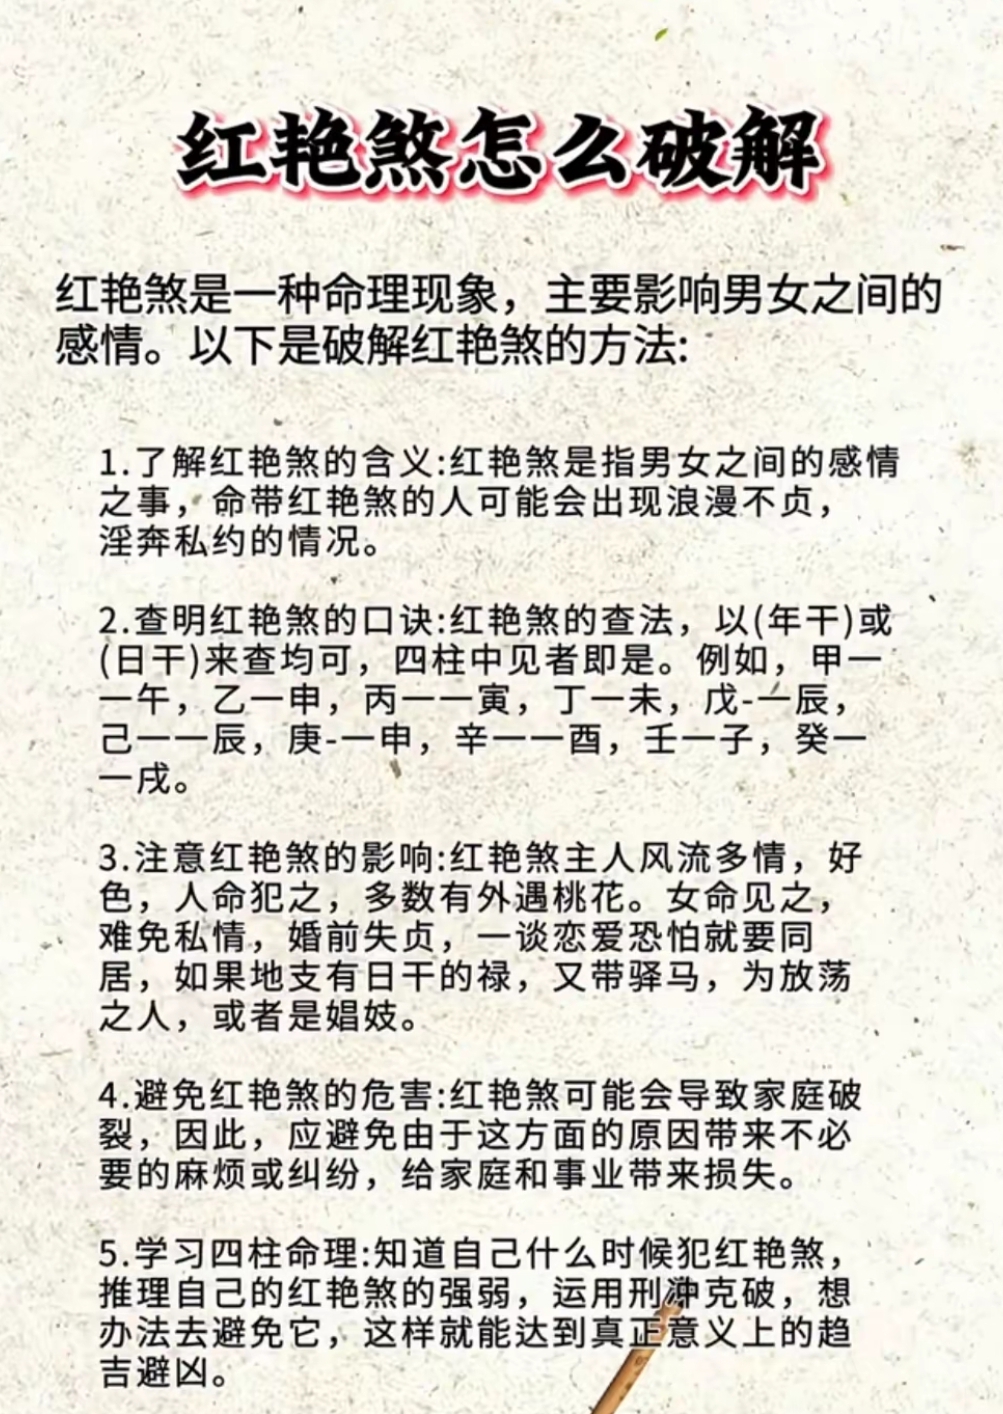 红艳煞怎么破解
红艳煞是一种命理现象，主要影响男女之间的
感情。以下是破解红艳煞的方法:
1.了解红艳煞的含义:红艳煞是指男女之间的感情
之事，命带红艳煞的人可能会出现浪漫不贞，
淫奔私约的情况。
2.查明红艳煞的口诀:红艳煞的查法，以(年干)或
(日干)来查均可，四柱中见者即是。例如，甲一
一午，乙一申，丙一一寅，丁一未，戊-一辰，
己一一辰，庚-一申，辛一一酉，壬一子，癸一
一戌。
3.注意红艳煞的影响:红艳煞主人风流多情，好
色，人命犯之，多数有外遇桃花。女命见之，
难免私情，婚前失贞，一谈恋爱恐怕就要同
居，如果地支有日干的禄，又带驿马，为放荡
之人，或者是娼妓。
4.避免红艳煞的危害:红艳煞可能会导致家庭破
裂，因此，应避免由于这方面的原因带来不必
要的麻烦或纠纷，给家庭和事业带来损失。
5.学习四柱命理:知道自己什么时候犯红艳煞，
推理自己的红艳煞的强弱，运用刑冲克破，想
办法去避免它，这样就能达到真正意义上的趋
吉避凶。